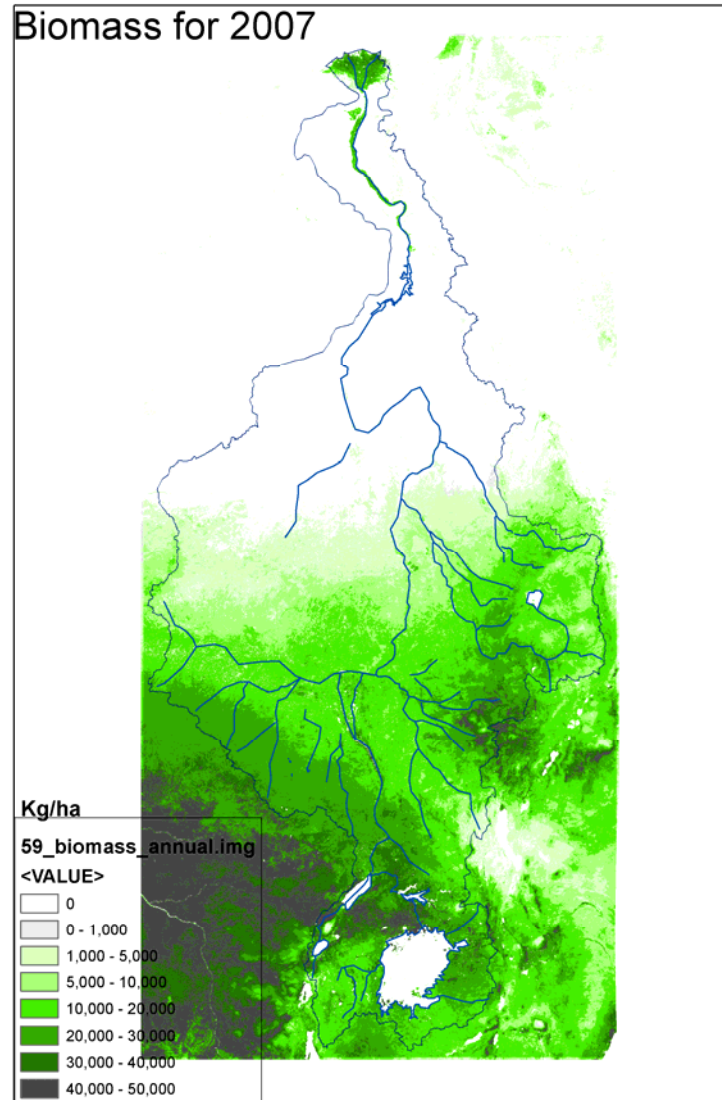 Biomass for 2007
Kg/ha
59_biomass_annual.img
<VALUE>
0
0 - 1,000
1,000 - 5,000
5,000 - 10,000
10,000 - 20,000
20,000 - 30,000
30,000 - 40,000
40,000 - 50,000